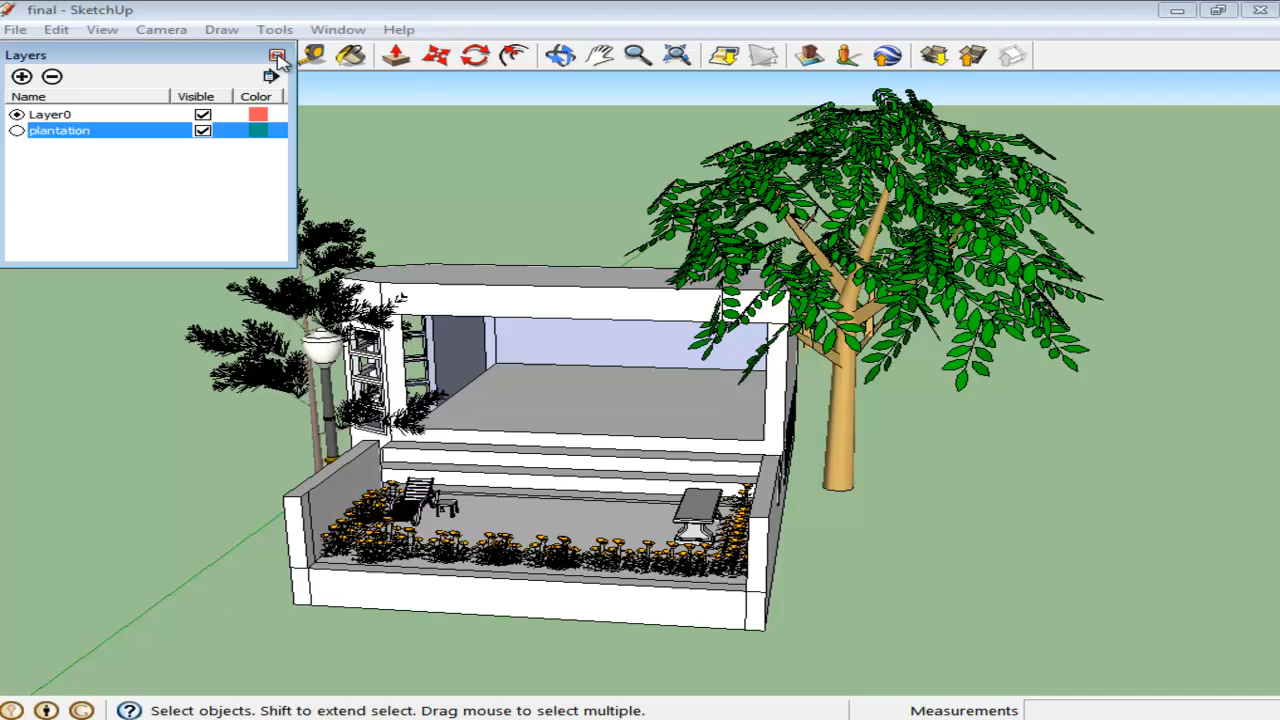 final - SketchUp
File Edit View Camera Draw Tools Window Help
Layers
Name Visible Color
Layer0
plantation
Select objects. Shift to extend select. Drag mouse to select multiple.
Measurements